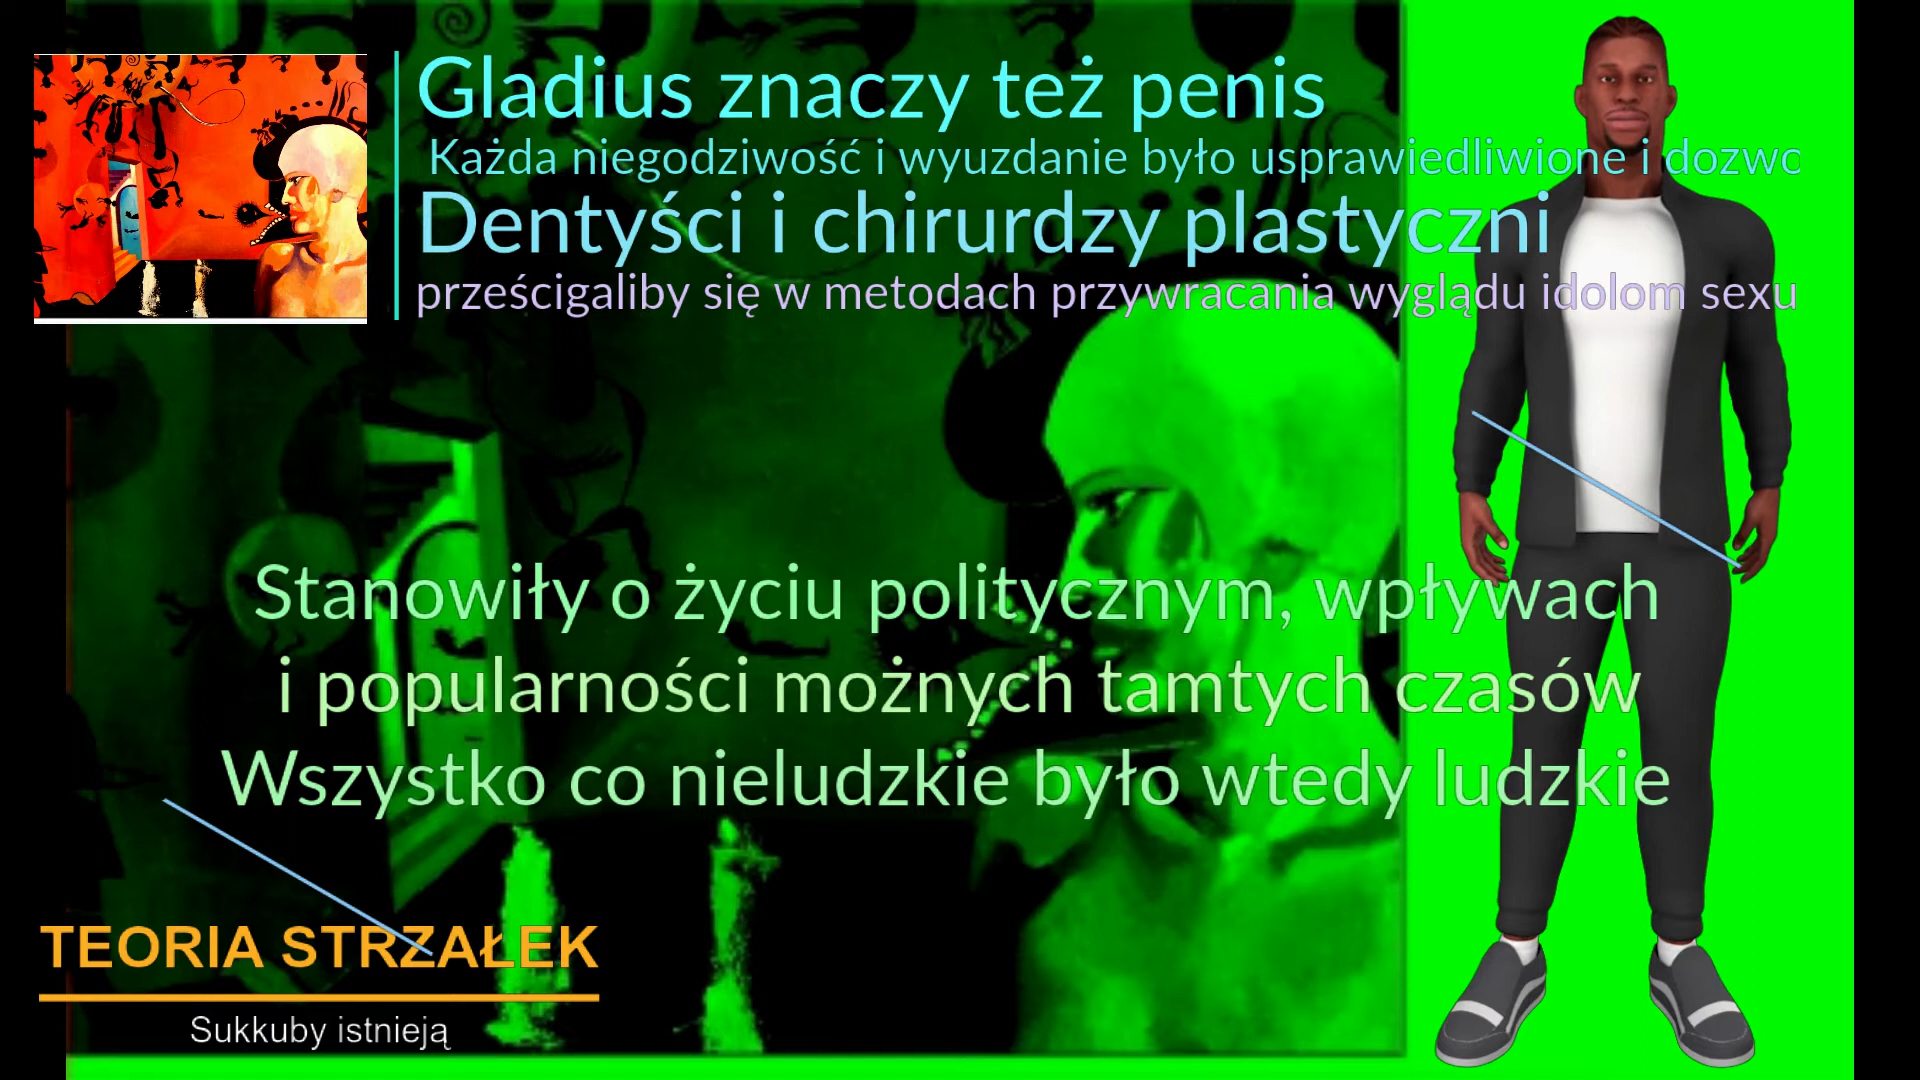 Gladius znaczy też penis
Każda niegodziwość i wyuzdanie było usprawiedliwione i dozwo
Dentyści i chirurdzy plastyczni
prześcigaliby się w metodach przywracania wyglądu idolom sexu
Stanowiły o życiu politycznym, wpływach
i popularności możnych tamtych czasów
Wszystko co nieludzkie było wtedy ludzkie
TEORIA STRZAŁEK
Sukkuby istnieją